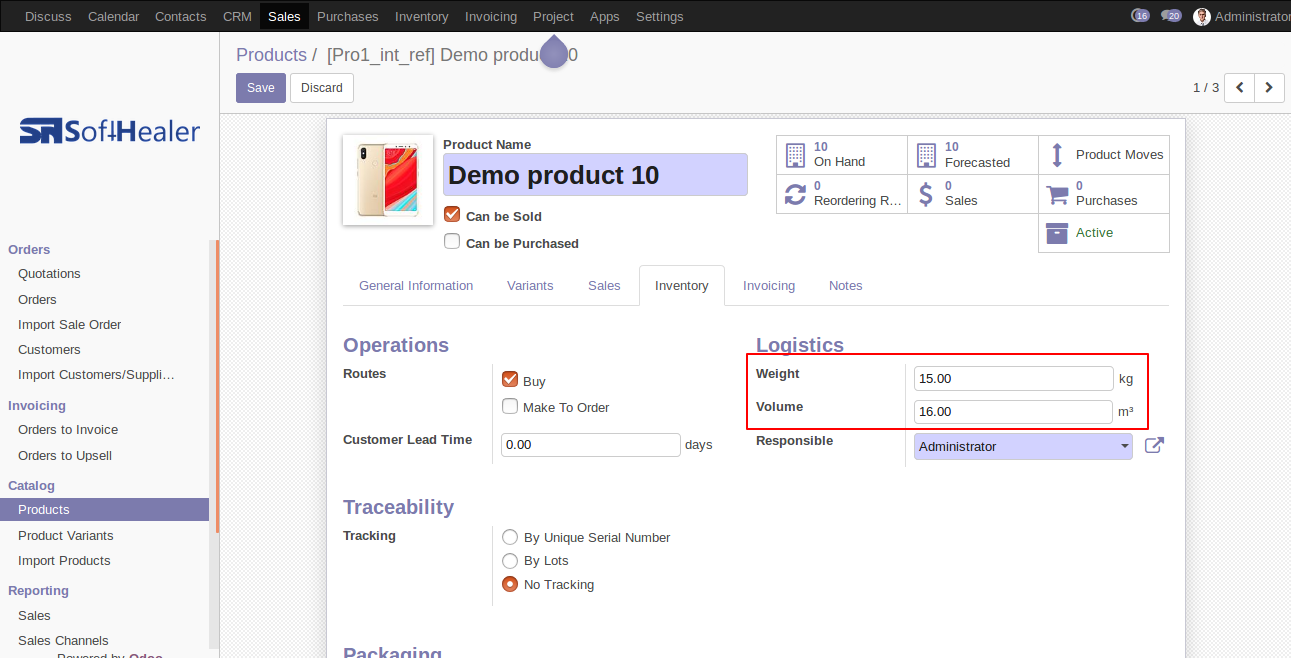 Discuss Calendar Contacts CRM Sales Purchases Inventory Invoicing Project Apps Settings 16 20 Administrator
Products / [Pro1_int_ref] Demo produ 0
Save Discard
1 / 3
SoftHealer
Orders
Quotations
Orders
Import Sale Order
Customers
Import Customers/Suppli…
Invoicing
Orders to Invoice
Orders to Upsell
Catalog
Products
Product Variants
Import Products
Reporting
Sales
Sales Channels
Powered by Odoo
Product Name
Demo product 10
Can be Sold
Can be Purchased
10
On Hand
10
Forecasted
Product Moves
0
Reordering R…
0
Sales
0
Purchases
Active
General Information Variants Sales Inventory Invoicing Notes
Operations
Routes
Buy
Make To Order
Customer Lead Time 0.00 days
Logistics
Weight 15.00 kg
Volume 16.00 m³
Responsible Administrator
Traceability
Tracking
By Unique Serial Number
By Lots
No Tracking
Packaging